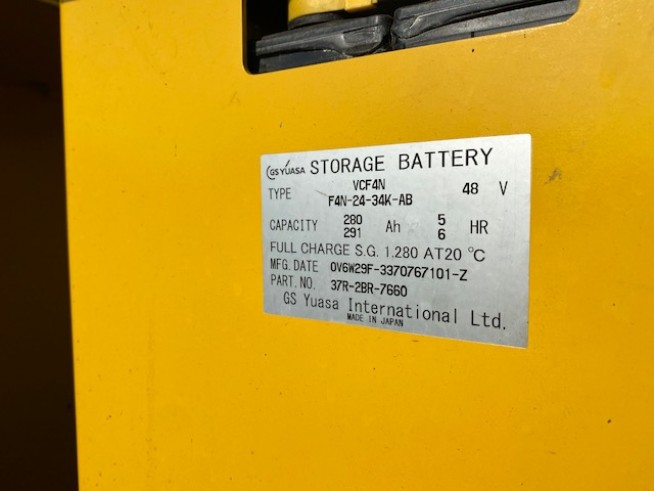 GS YUASA STORAGE BATTERY
TYPE VCF4N 48 V
F4N-24-34K-AB
CAPACITY 280 Ah 5 HR
291 6
FULL CHARGE S.G. 1.280 AT 20 ℃
MFG. DATE 0V6W29F-3370767101-Z
PART. NO. 37R-2BR-7660
GS Yuasa International Ltd.
MADE IN JAPAN